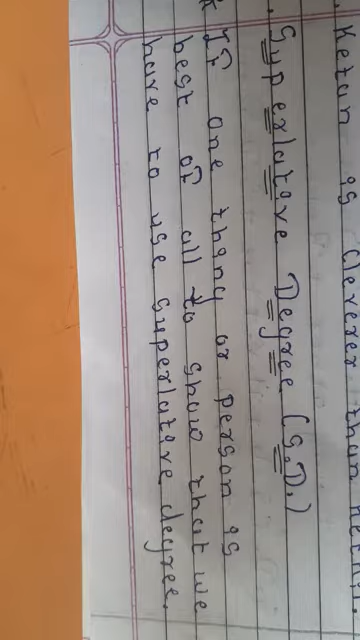 . Ketan is cleverer than
. Superlative Degree (S.D.)
* If one thing or person is
best of all to show that we
have to use superlative degree.